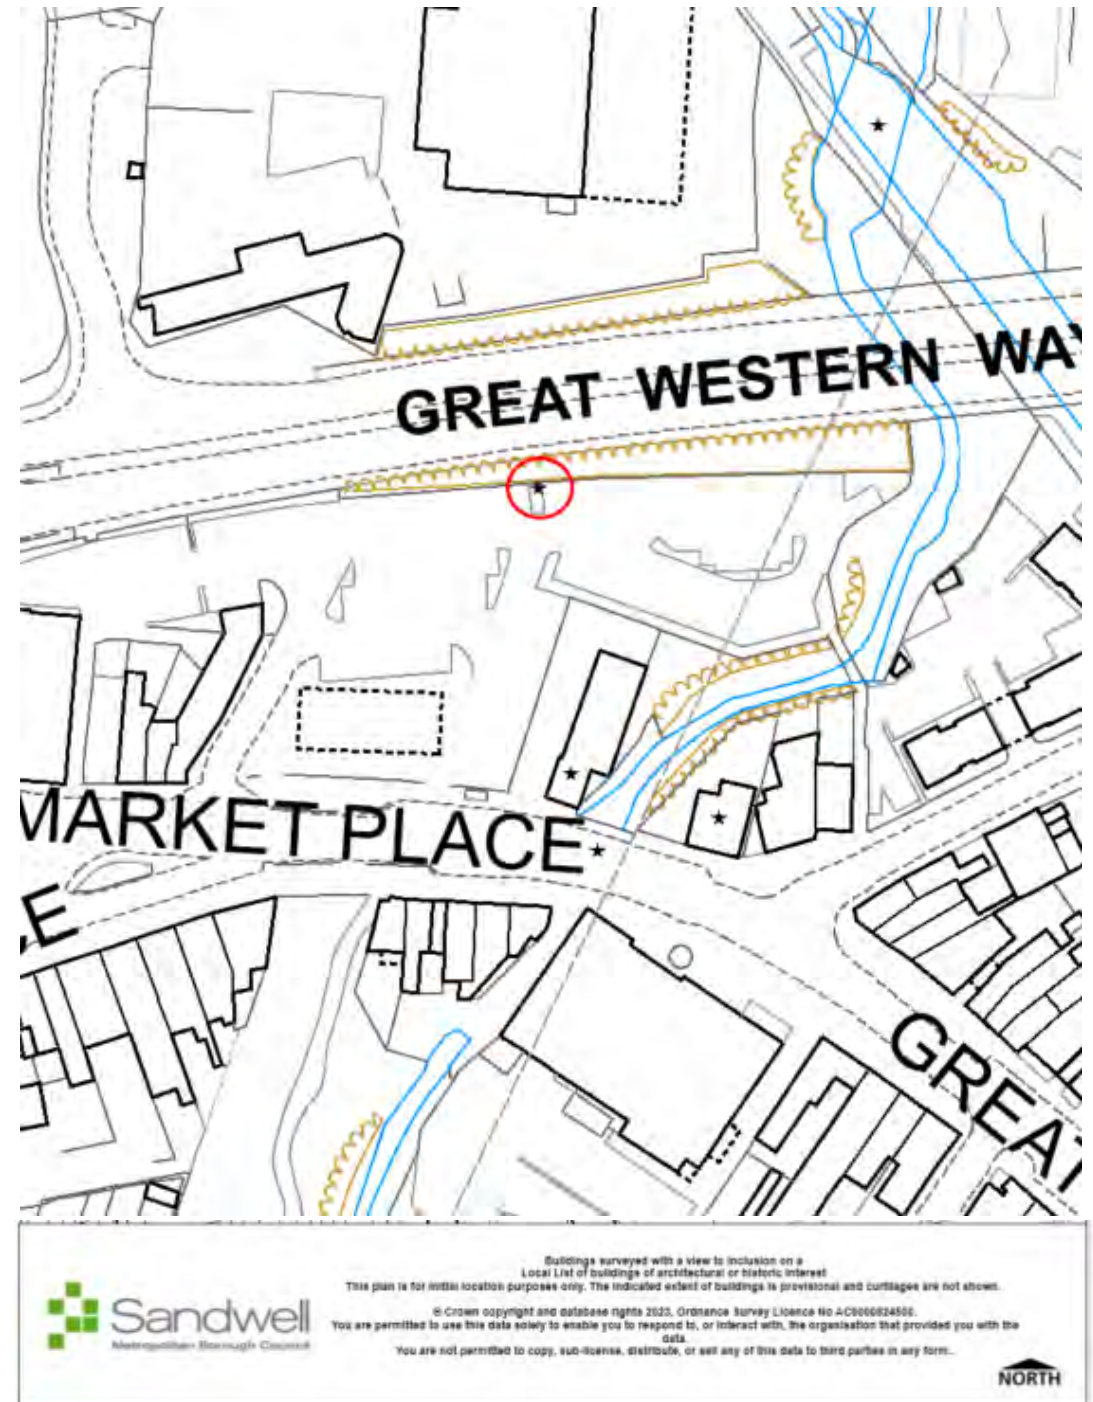 GREAT WESTERN WAY
MARKET PLACE
CE
GREAT
Sandwell
Metropolitan Borough Council
Buildings surveyed with a view to inclusion on a
Local List of buildings of architectural or historic interest
This plan is for initial location purposes only. The indicated extent of buildings is provisional and curtilages are not shown.
© Crown copyright and database rights 2023, Ordnance Survey Licence No AC0000824500.
You are permitted to use this data solely to enable you to respond to, or interact with, the organisation that provided you with the
data.
You are not permitted to copy, sub-license, distribute, or sell any of this data to third parties in any form..
NORTH